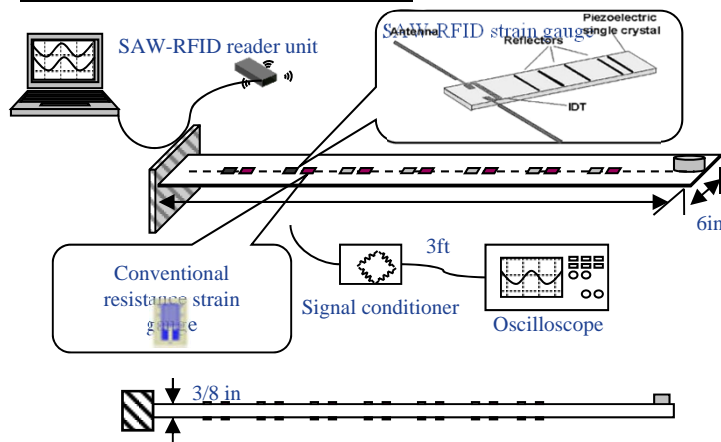 SAW-RFID reader unit
SAW-RFID strain gauge
Antenna
Reflectors
Piezoelectric
single crystal
IDT
6in
3ft
Conventional
resistance strain
gauge
Signal conditioner
Oscilloscope
3/8 in